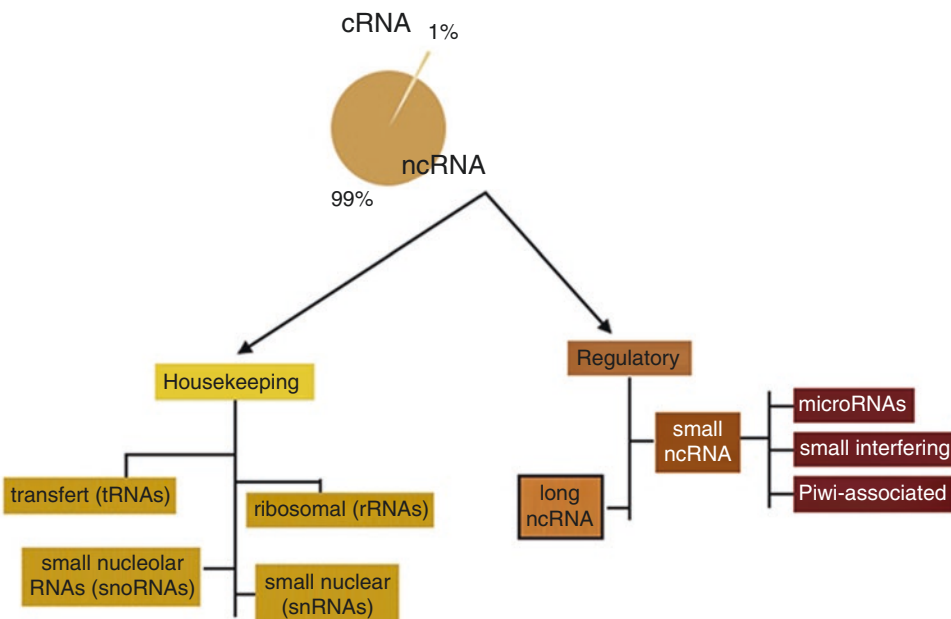 cRNA 1%
ncRNA
99%
Housekeeping
transfert (tRNAs)
ribosomal (rRNAs)
small nucleolar
RNAs (snoRNAs)
small nuclear
(snRNAs)
Regulatory
small
ncRNA
long
ncRNA
microRNAs
small interfering
Piwi-associated